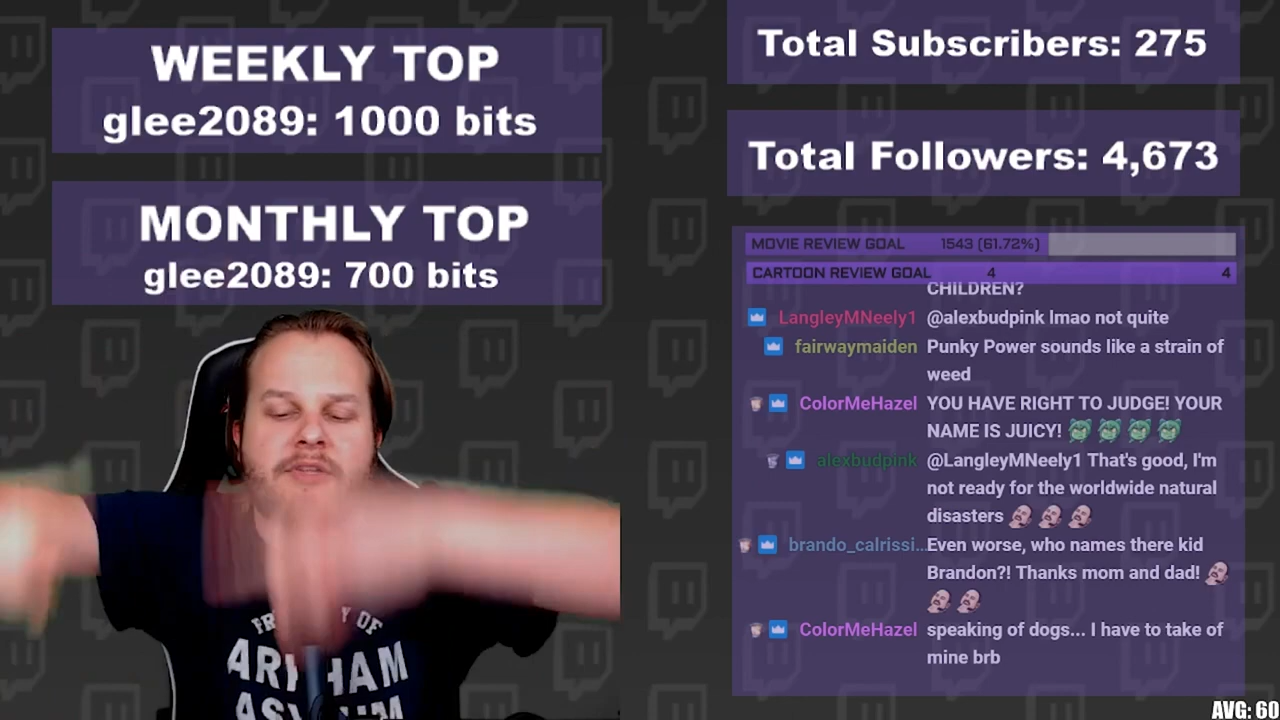 WEEKLY TOP
glee2089: 1000 bits
MONTHLY TOP
glee2089: 700 bits
Total Subscribers: 275
Total Followers: 4,673
MOVIE REVIEW GOAL 1543 (61.72%)
CARTOON REVIEW GOAL 4 4
CHILDREN?
LangleyMNeely1 @alexbudpink lmao not quite
fairwaymaiden Punky Power sounds like a strain of
weed
ColorMeHazel YOU HAVE RIGHT TO JUDGE! YOUR
NAME IS JUICY!
alexbudpink @LangleyMNeely1 That's good, I'm
not ready for the worldwide natural
disasters
brando_calrissi... Even worse, who names there kid
Brandon?! Thanks mom and dad!
ColorMeHazel speaking of dogs... I have to take of
mine brb
OF
ARKHAM
AVG: 60